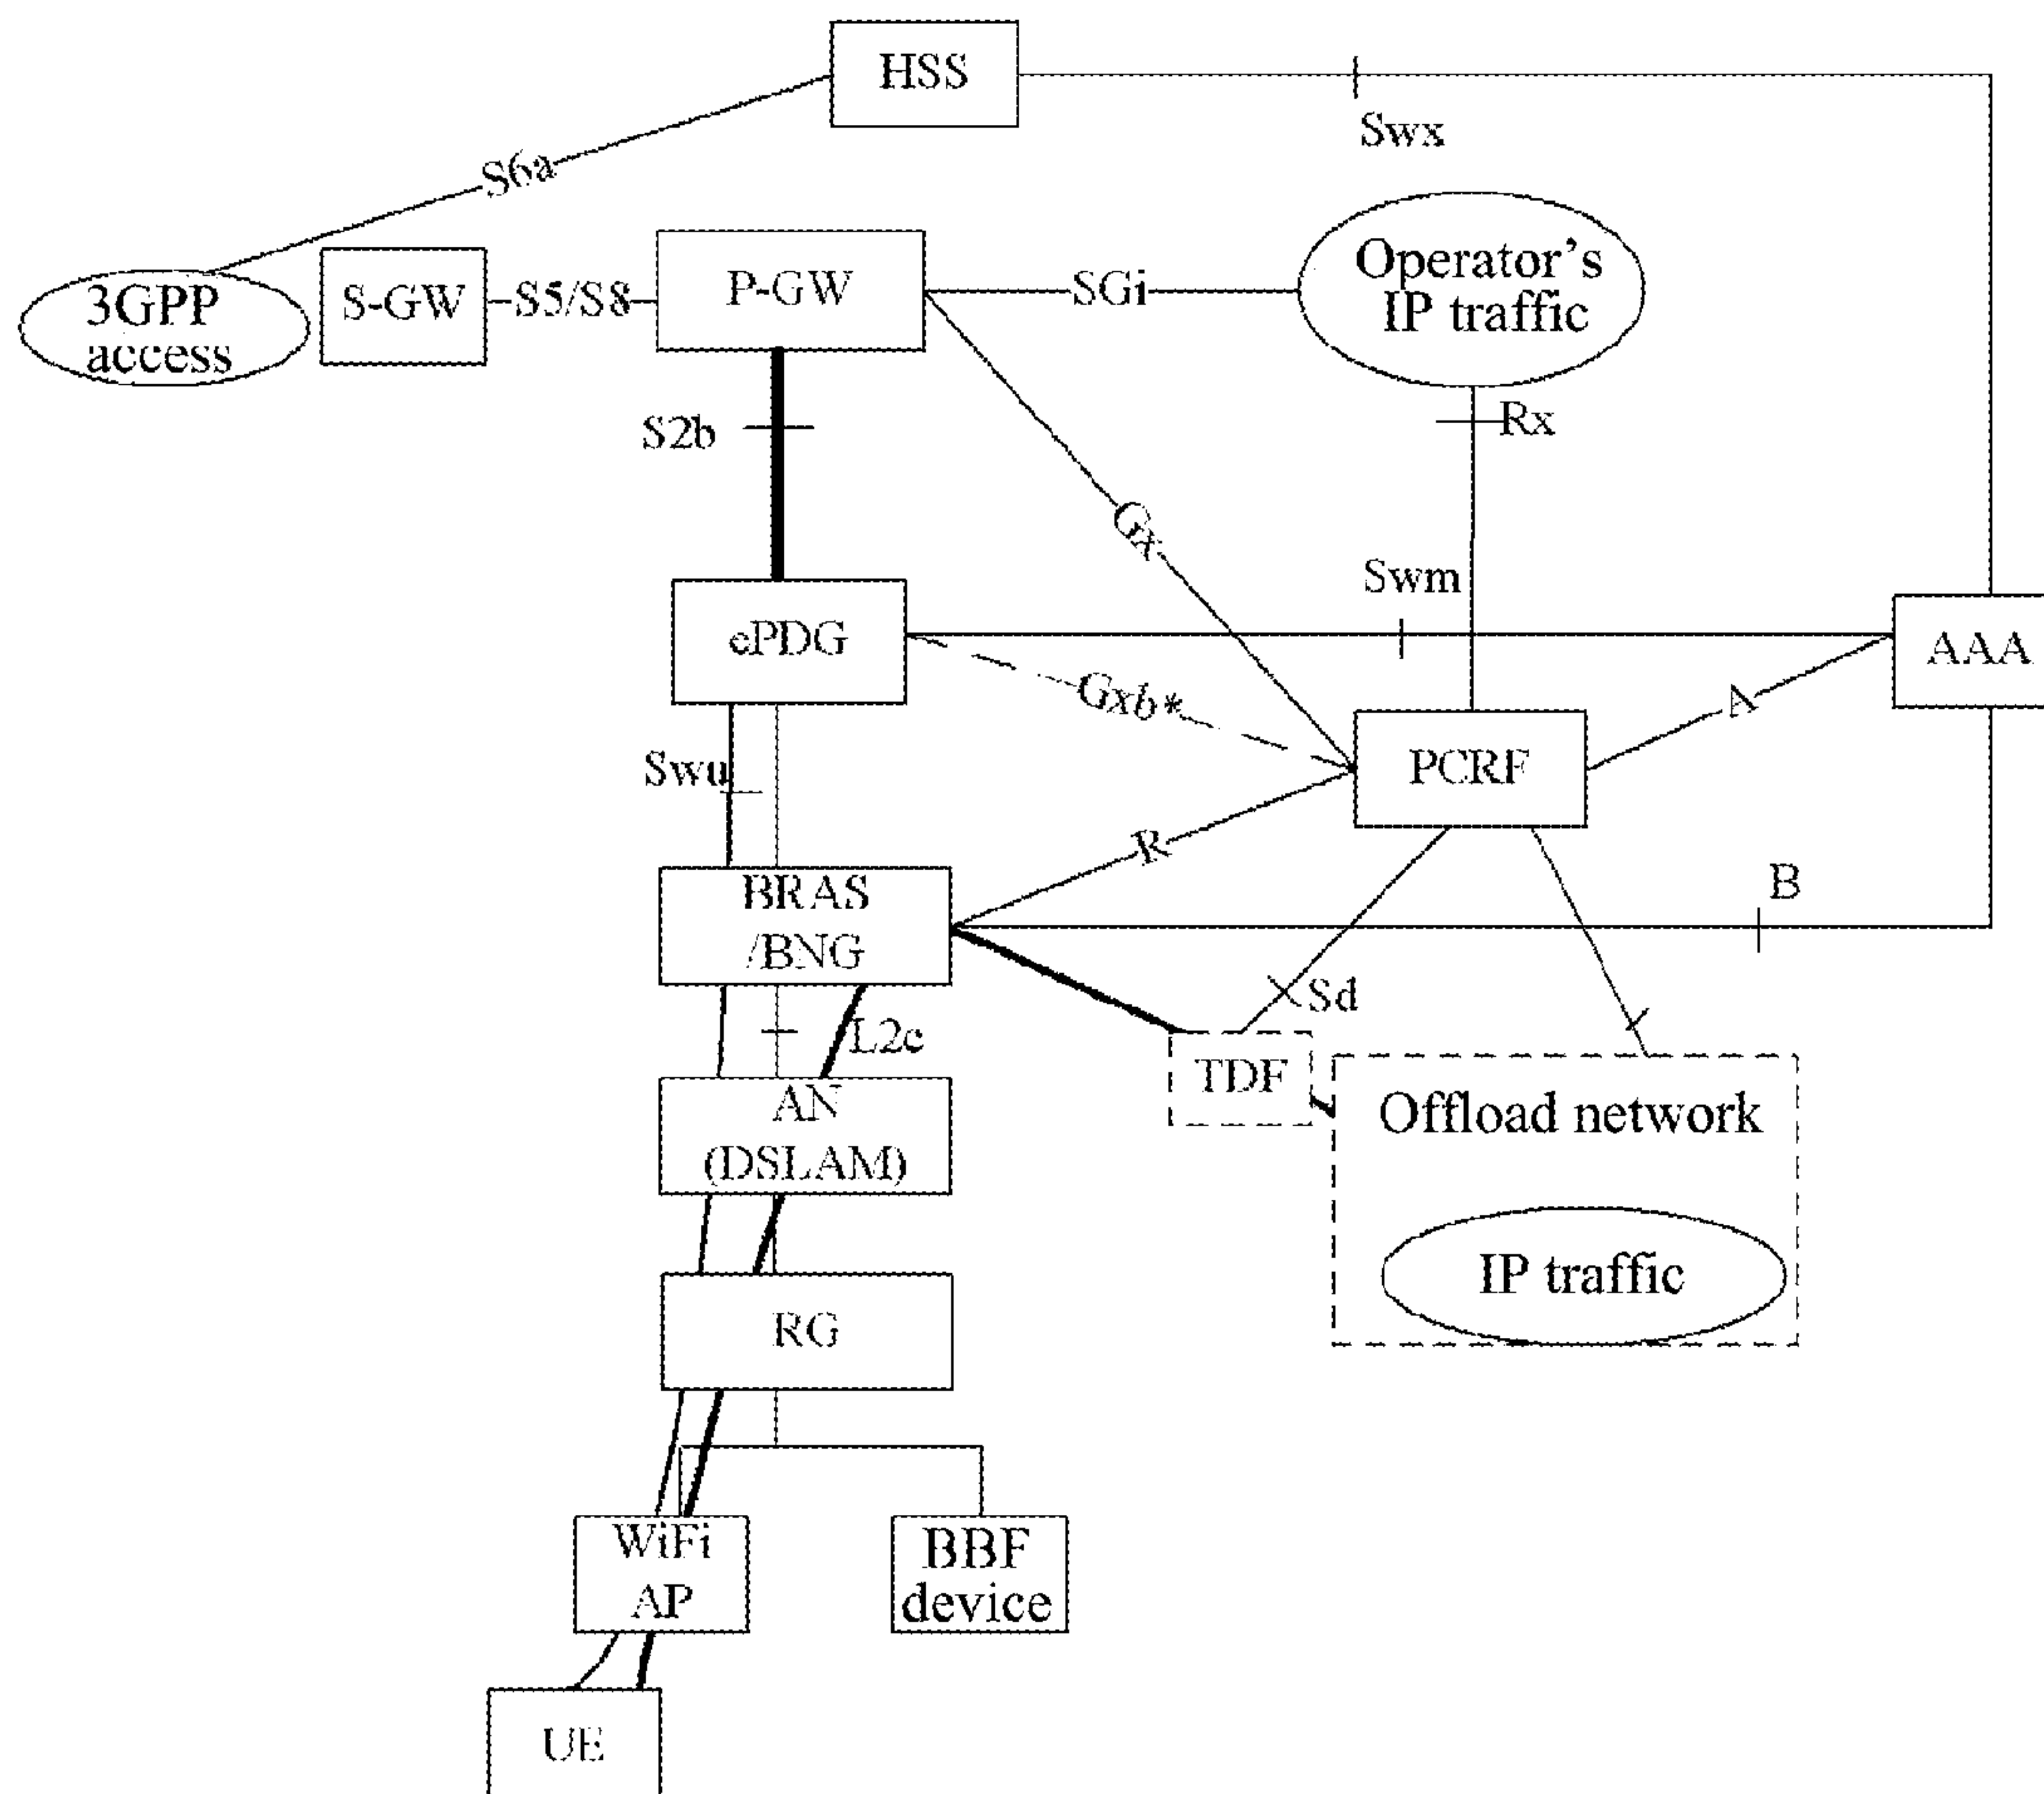 HSS
Swx
S6a
Operator's
IP traffic
P-GW
SGi
3GPP
access
S-GW
S5/S8
S2b
Rx
Gx
Swm
ePDG
AAA
Gxb*
A
Swu
PCRF
R
BRAS
/BNG
B
Sd
L2c
TDF
AN
(DSLAM)
Offload network
IP traffic
RG
WiFi
AP
BBF
device
UE